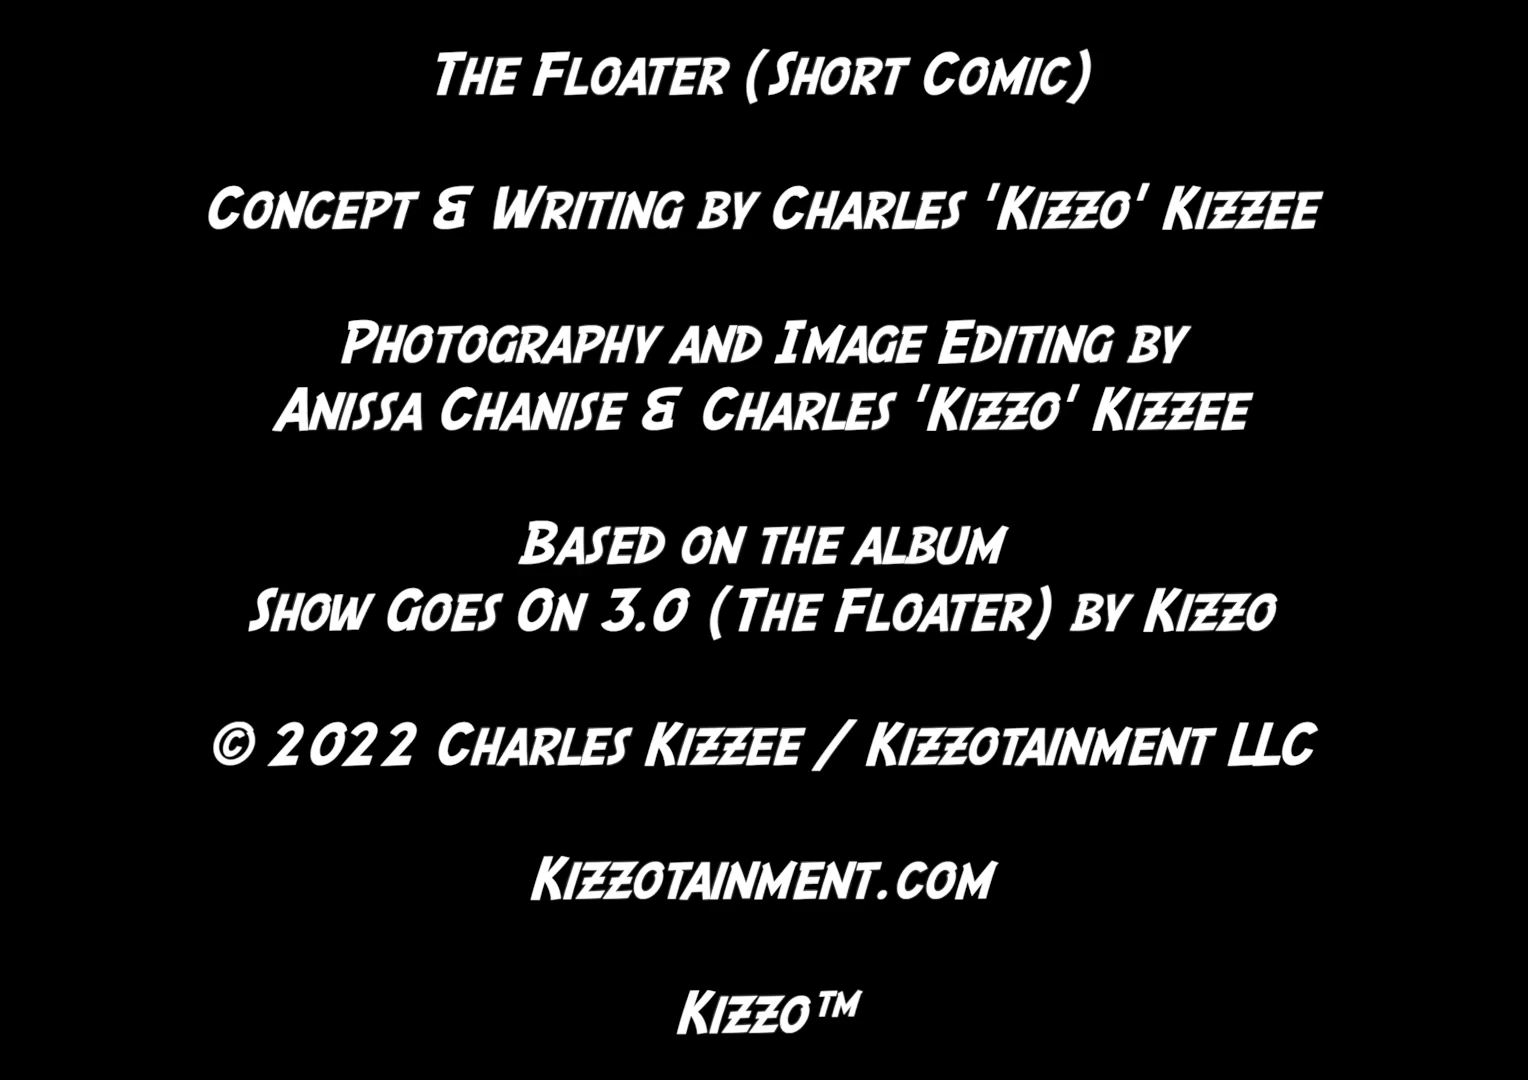 The Floater (Short Comic)
Concept & Writing by Charles 'Kizzo' Kizzee
Photography and Image Editing by
Anissa Chanise & Charles 'Kizzo' Kizzee
Based on the album
Show Goes On 3.0 (The Floater) by Kizzo
© 2022 Charles Kizzee / Kizzotainment LLC
Kizzotainment.com
Kizzo™